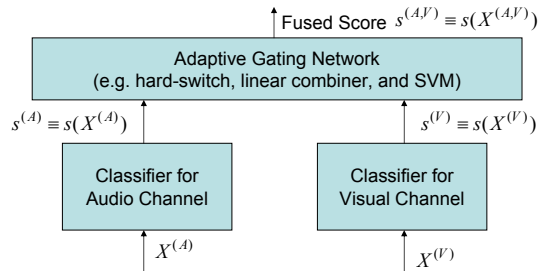 Fused Score s^{(A,V)} ≡ s(X^{(A,V)})
Adaptive Gating Network
(e.g. hard-switch, linear combiner, and SVM)
s^{(A)} ≡ s(X^{(A)})
s^{(V)} ≡ s(X^{(V)})
Classifier for
Audio Channel
Classifier for
Visual Channel
X^{(A)}
X^{(V)}